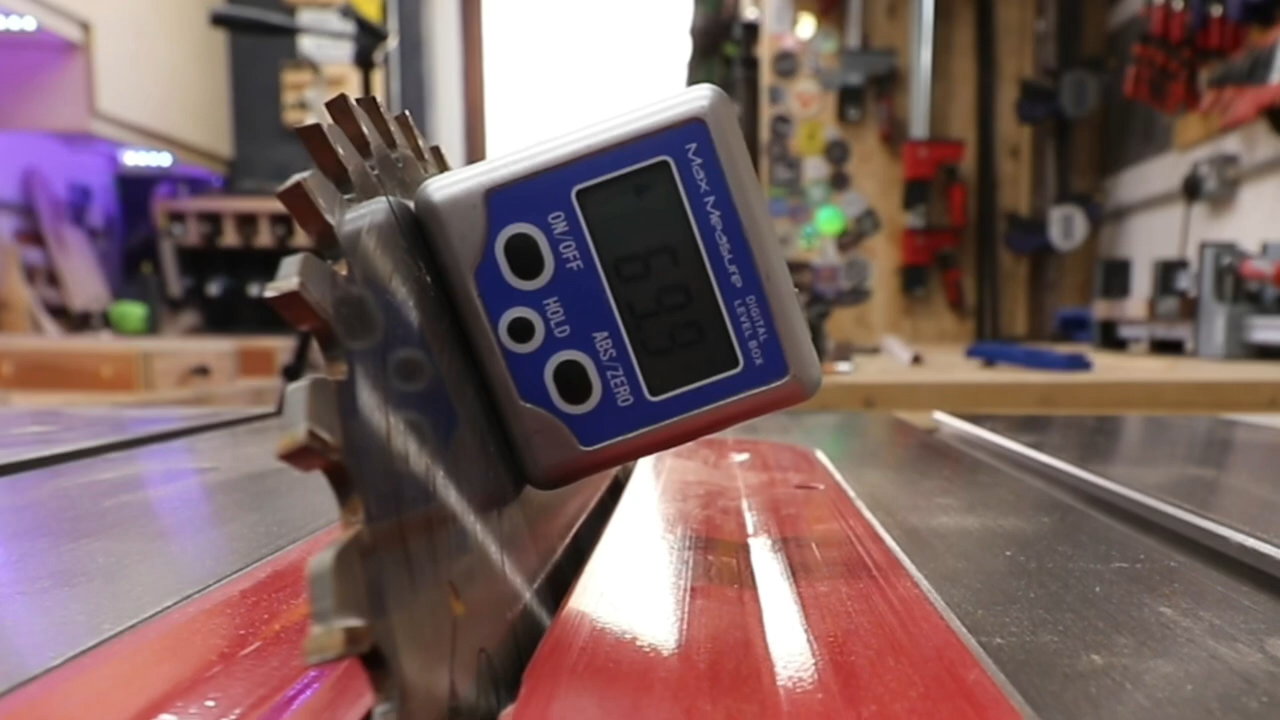 Max Measure
DIGITAL
LEVEL BOX
69.9
ON/OFF
HOLD
ABS/ZERO